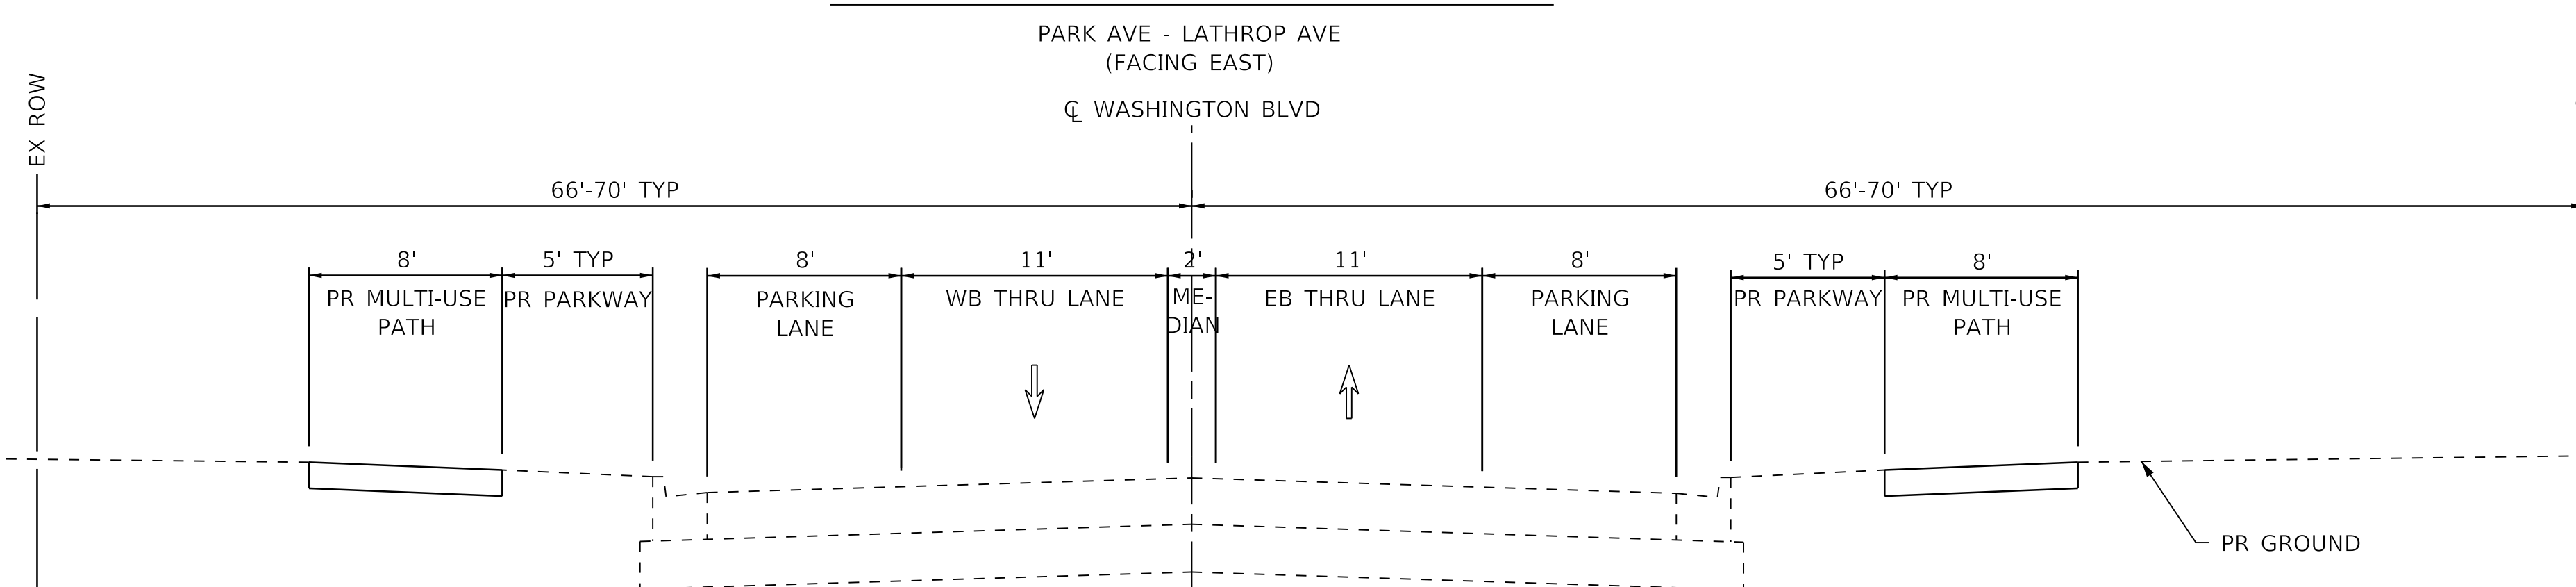 PARK AVE - LATHROP AVE
(FACING EAST)
℄ WASHINGTON BLVD
EX ROW
66'-70' TYP
66'-70' TYP
8'
5' TYP
8'
11'
2'
11'
8'
5' TYP
8'
PR MULTI-USE
PATH
PR PARKWAY
PARKING
LANE
WB THRU LANE
ME-
DIAN
EB THRU LANE
PARKING
LANE
PR PARKWAY
PR MULTI-USE
PATH
PR GROUND